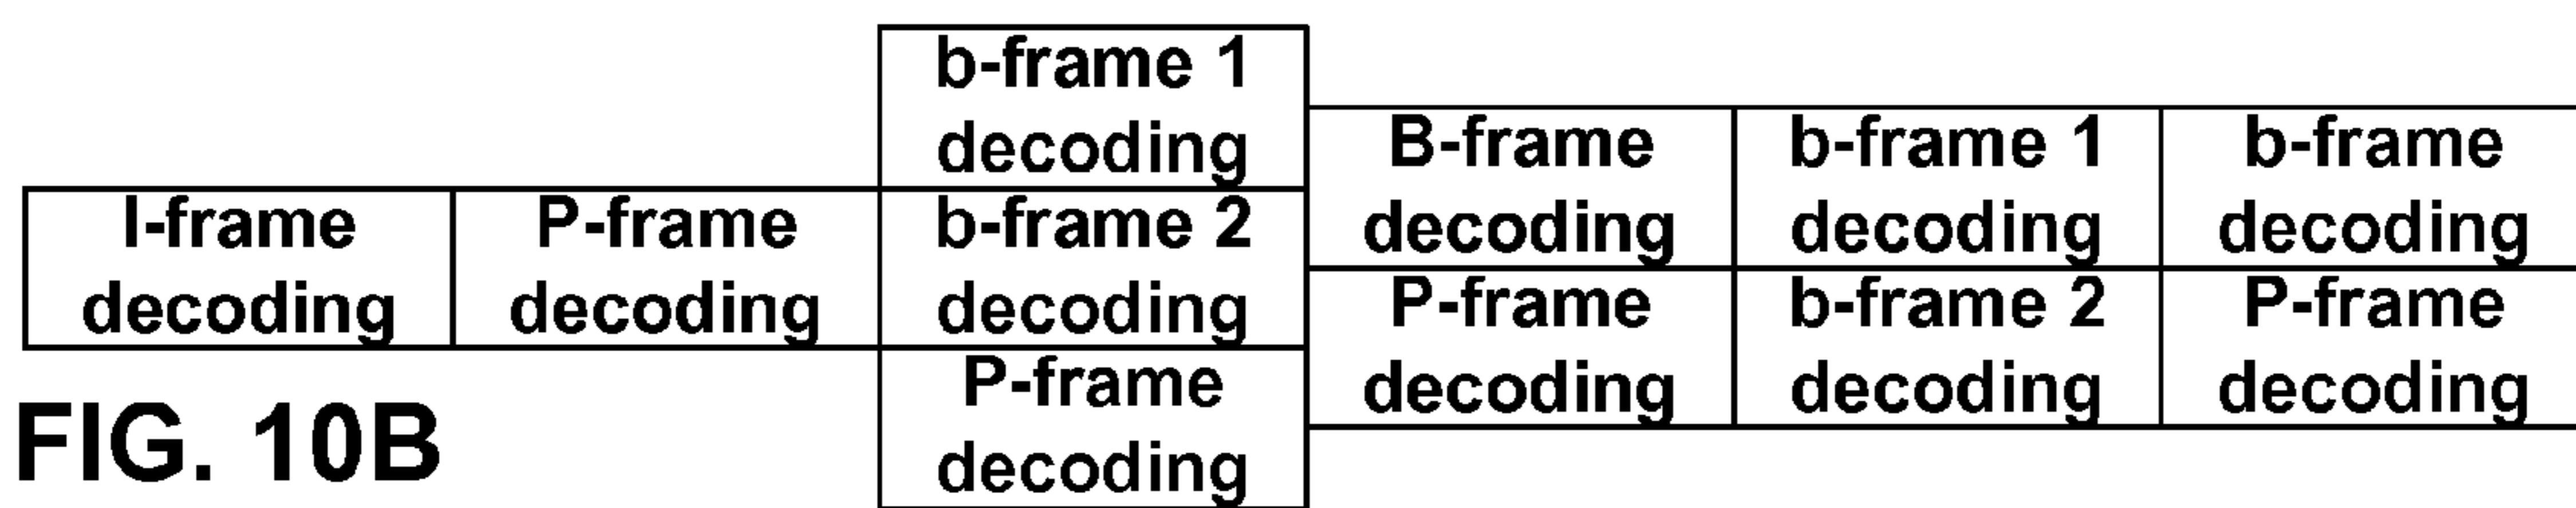 I-frame
decoding
P-frame
decoding
b-frame 1
decoding
b-frame 2
decoding
P-frame
decoding
B-frame
decoding
P-frame
decoding
b-frame 1
decoding
b-frame 2
decoding
b-frame
decoding
P-frame
decoding
FIG. 10B